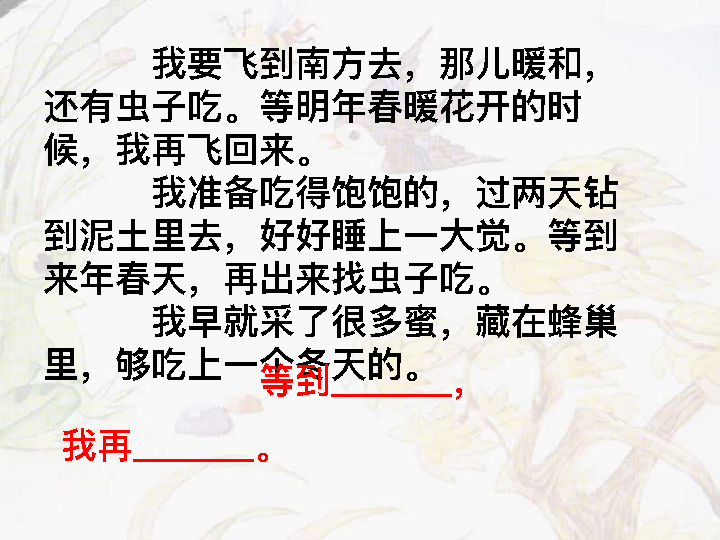 我要飞到南方去，那儿暖和，
还有虫子吃。等明年春暖花开的时
候，我再飞回来。
我准备吃得饱饱的，过两天钻
到泥土里去，好好睡上一大觉。等到
来年春天，再出来找虫子吃。
我早就采了很多蜜，藏在蜂巢
里，够吃上一个冬天的。
等到______，
我再______。